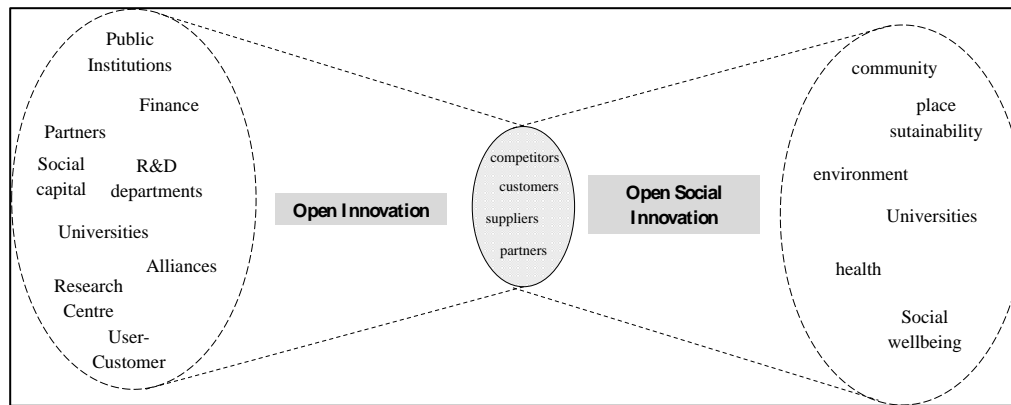 Public
Institutions
Finance
Partners
Social
capital
R&D
departments
Universities
Alliances
Research
Centre
User-
Customer
Open Innovation
competitors
customers
suppliers
partners
Open Social
Innovation
community
place
sutainability
environment
Universities
health
Social
wellbeing